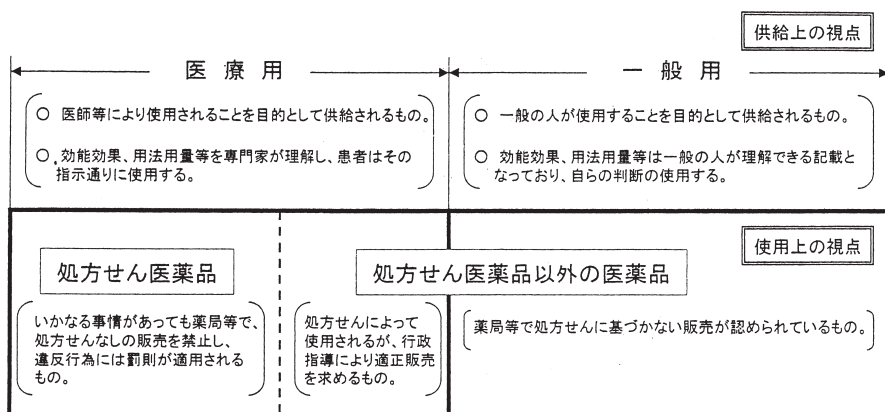 供給上の視点
医療用
一般用
○ 医師等により使用されることを目的として供給されるもの。
○ 効能効果、用法用量等を専門家が理解し、患者はその
指示通りに使用する。
○ 一般の人が使用することを目的として供給されるもの。
○ 効能効果、用法用量等は一般の人が理解できる記載と
なっており、自らの判断の使用する。
使用上の視点
処方せん医薬品
処方せん医薬品以外の医薬品
いかなる事情があっても薬局等で、
処方せんなしの販売を禁止し、
違反行為には罰則が適用される
もの。
処方せんによって
使用されるが、行政
指導により適正販売
を求めるもの。
薬局等で処方せんに基づかない販売が認められているもの。